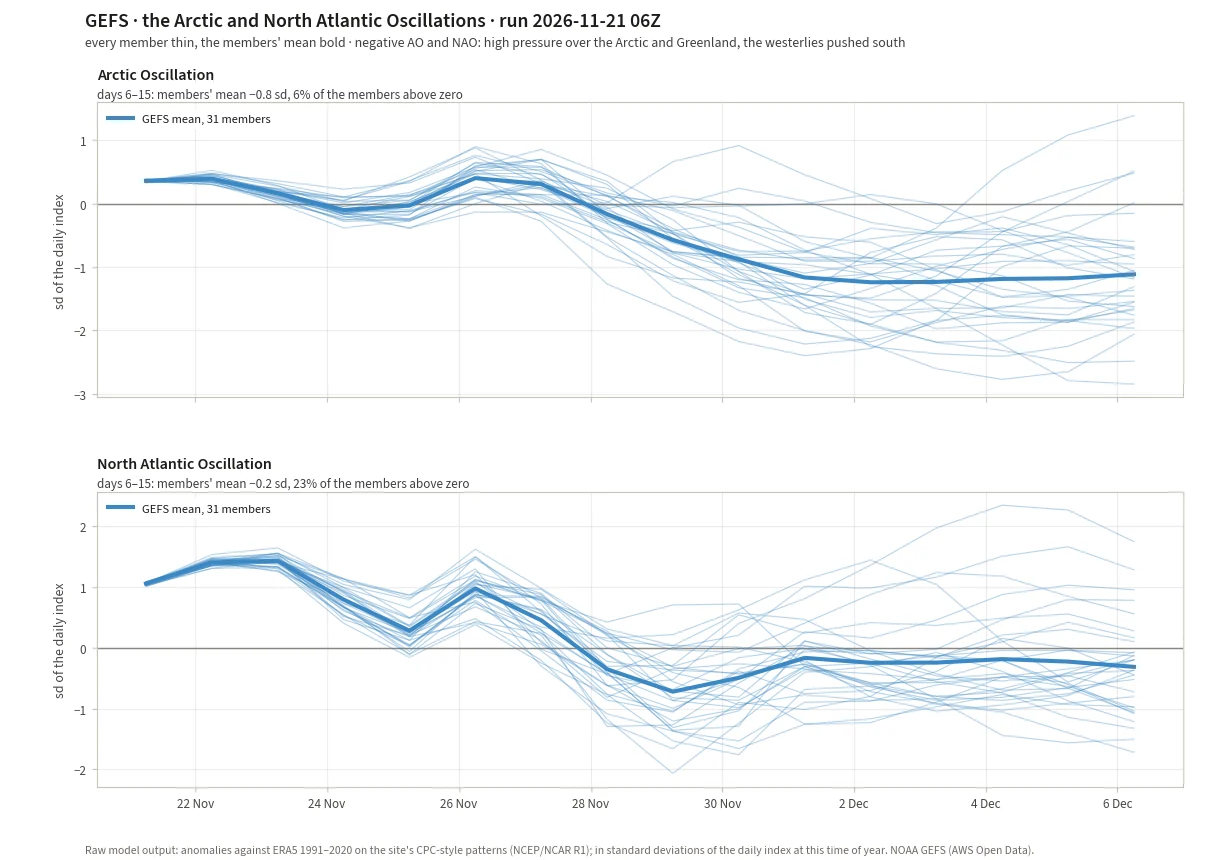 GEFS · the Arctic and North Atlantic Oscillations · run 2026-11-21 06Z
every member thin, the members' mean bold · negative AO and NAO: high pressure over the Arctic and Greenland, the westerlies pushed south
Arctic Oscillation
days 6–15: members' mean −0.8 sd, 6% of the members above zero
GEFS mean, 31 members
1
0
−1
−2
−3
sd of the daily index
North Atlantic Oscillation
days 6–15: members' mean −0.2 sd, 23% of the members above zero
GEFS mean, 31 members
2
1
0
−1
−2
sd of the daily index
22 Nov 24 Nov 26 Nov 28 Nov 30 Nov 2 Dec 4 Dec 6 Dec
Raw model output: anomalies against ERA5 1991–2020 on the site's CPC-style patterns (NCEP/NCAR R1); in standard deviations of the daily index at this time of year. NOAA GEFS (AWS Open Data).